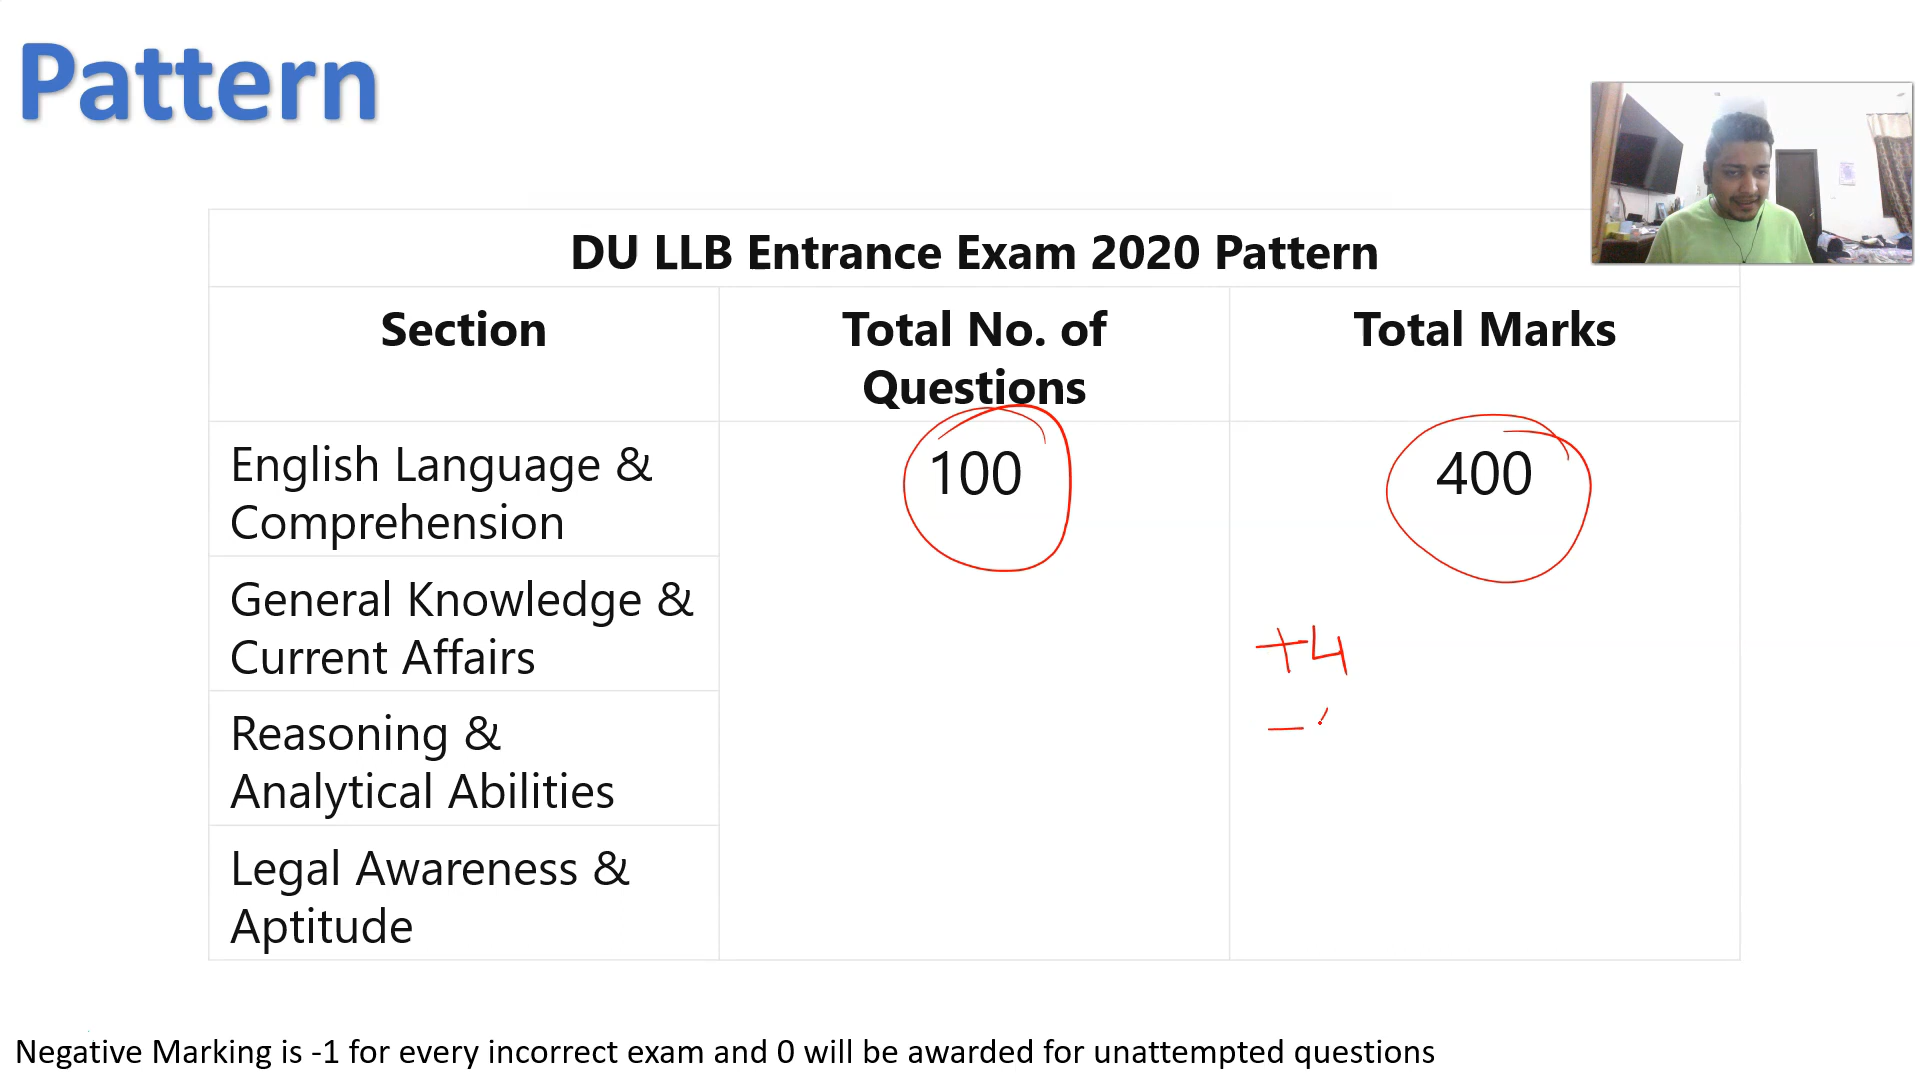 Pattern
DU LLB Entrance Exam 2020 Pattern
Section
Total No. of
Questions
Total Marks
English Language &
Comprehension
100
400
General Knowledge &
Current Affairs
+4
Reasoning &
Analytical Abilities
-
Legal Awareness &
Aptitude
Negative Marking is -1 for every incorrect exam and 0 will be awarded for unattempted questions